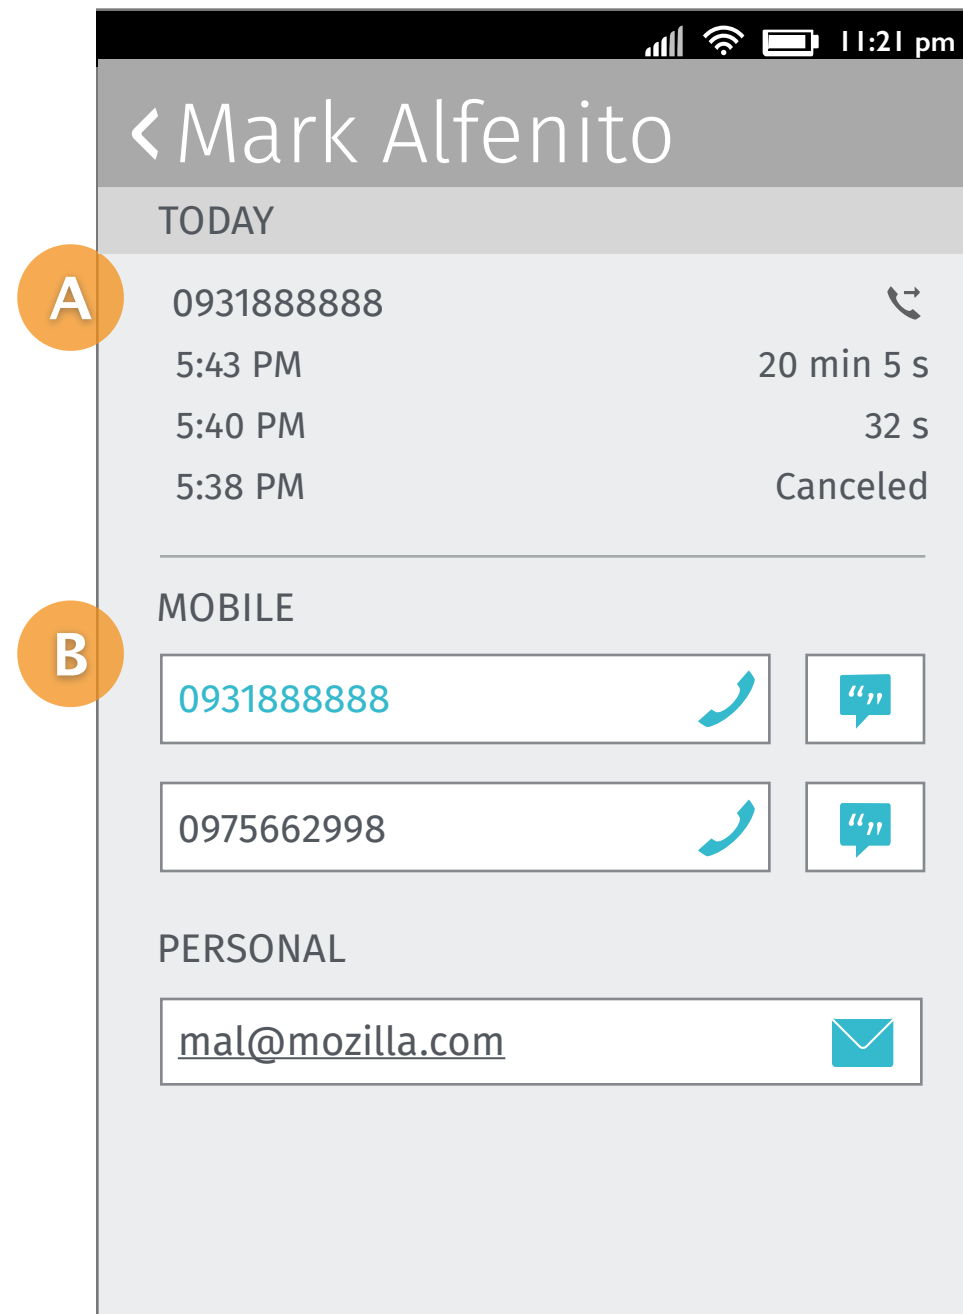 11:21 pm
Mark Alfenito
TODAY
A
0931888888
5:43 PM 20 min 5 s
5:40 PM 32 s
5:38 PM Canceled
MOBILE
B
0931888888
0975662998
PERSONAL
mal@mozilla.com